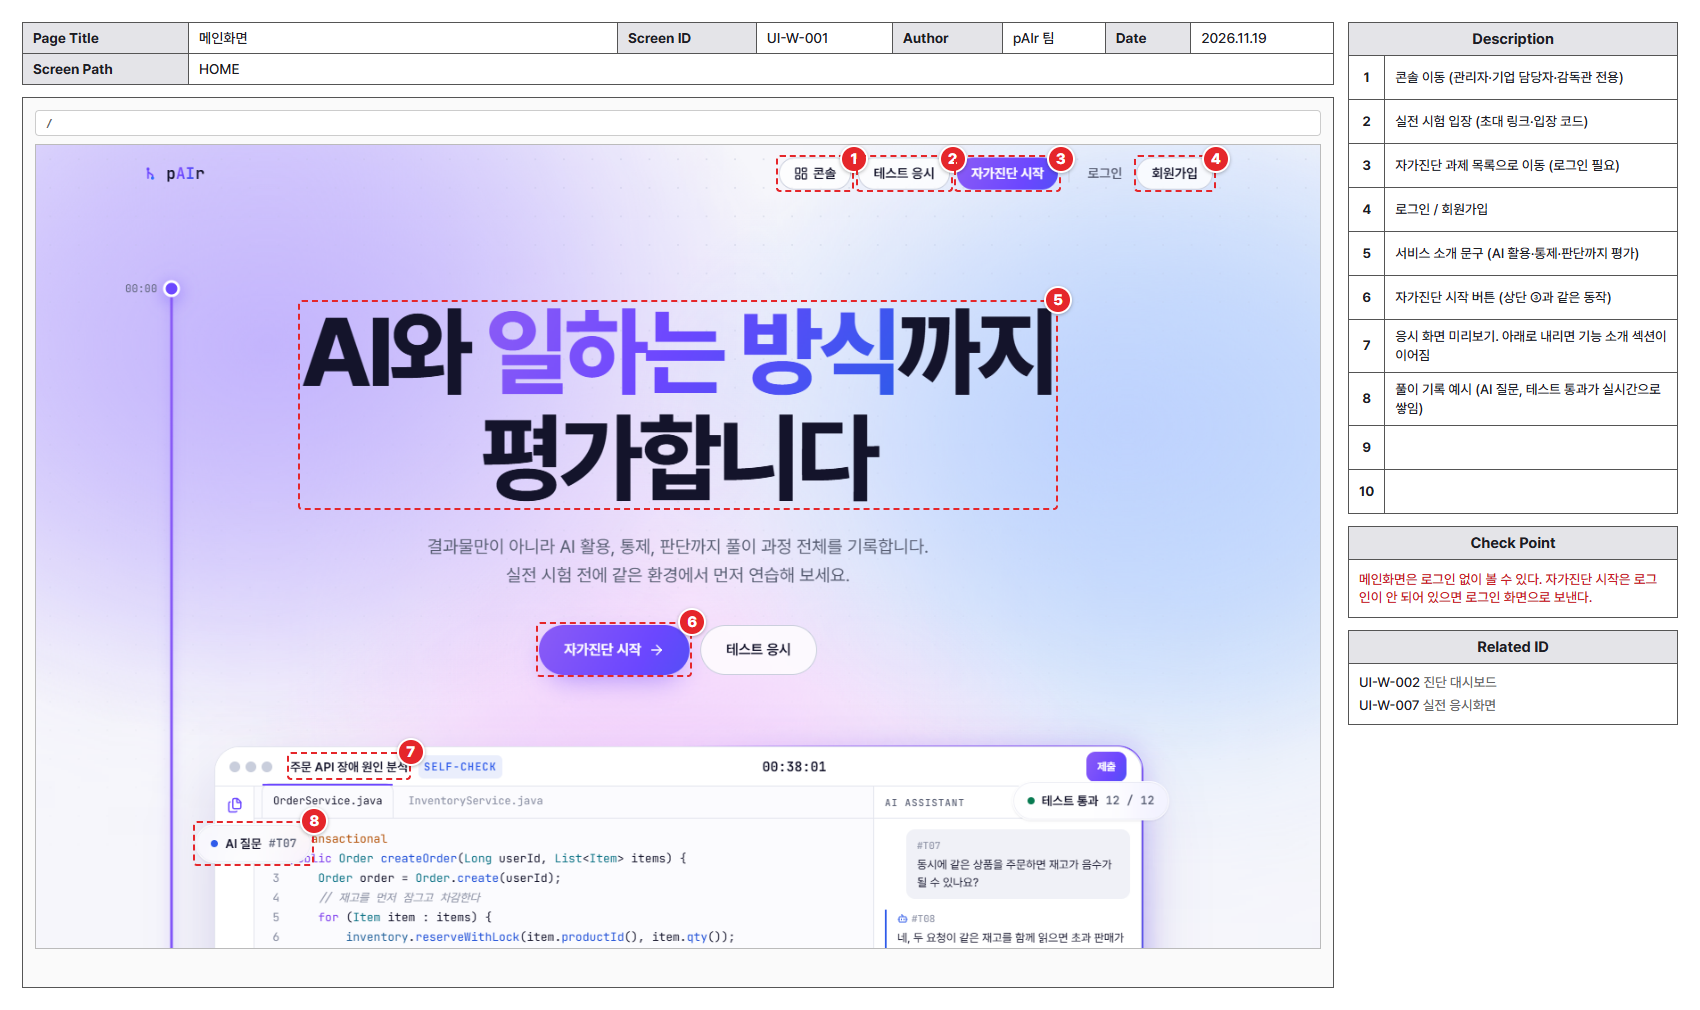 Page Title 메인화면 Screen ID UI-W-001 Author pAIr 팀 Date 2026.11.19
Screen Path HOME
/
pAIr
1 콘솔
2 테스트 응시
3 자가진단 시작
로그인
4 회원가입
00:00
5
AI와 일하는 방식까지
평가합니다
결과물만이 아니라 AI 활용, 통제, 판단까지 풀이 과정 전체를 기록합니다.
실전 시험 전에 같은 환경에서 먼저 연습해 보세요.
6
자가진단 시작 →
테스트 응시
7
주문 API 장애 원인 분석 SELF-CHECK 00:38:01 제출
OrderService.java InventoryService.java
AI ASSISTANT
테스트 통과 12 / 12
8
AI 질문 #T07
ansactional
lic Order createOrder(Long userId, List<Item> items) {
3 Order order = Order.create(userId);
4 // 재고를 먼저 잠그고 차감한다
5 for (Item item : items) {
6 inventory.reserveWithLock(item.productId(), item.qty());
#T07
동시에 같은 상품을 주문하면 재고가 음수가
될 수 있나요?
#T08
네, 두 요청이 같은 재고를 함께 읽으면 초과 판매가
Description
1 콘솔 이동 (관리자·기업 담당자·감독관 전용)
2 실전 시험 입장 (초대 링크·입장 코드)
3 자가진단 과제 목록으로 이동 (로그인 필요)
4 로그인 / 회원가입
5 서비스 소개 문구 (AI 활용·통제·판단까지 평가)
6 자가진단 시작 버튼 (상단 ③과 같은 동작)
7 응시 화면 미리보기. 아래로 내리면 기능 소개 섹션이
이어짐
8 풀이 기록 예시 (AI 질문, 테스트 통과가 실시간으로
쌓임)
9
10
Check Point
메인화면은 로그인 없이 볼 수 있다. 자가진단 시작은 로그
인이 안 되어 있으면 로그인 화면으로 보낸다.
Related ID
UI-W-002 진단 대시보드
UI-W-007 실전 응시화면